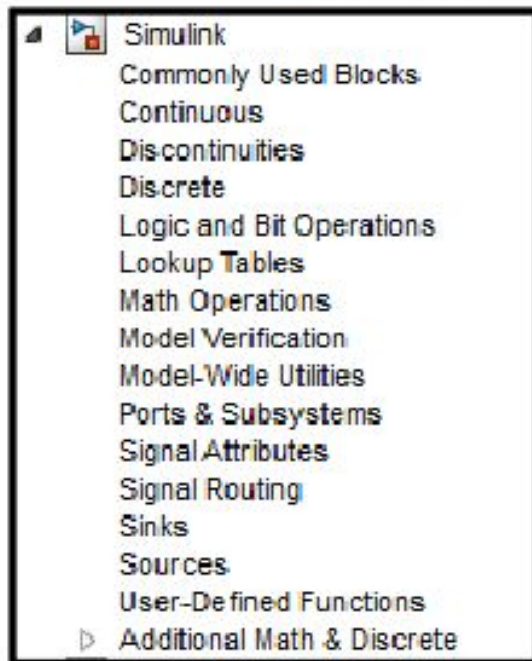 Simulink
Commonly Used Blocks
Continuous
Discontinuities
Discrete
Logic and Bit Operations
Lookup Tables
Math Operations
Model Verification
Model-Wide Utilities
Ports & Subsystems
Signal Attributes
Signal Routing
Sinks
Sources
User-Defined Functions
Additional Math & Discrete